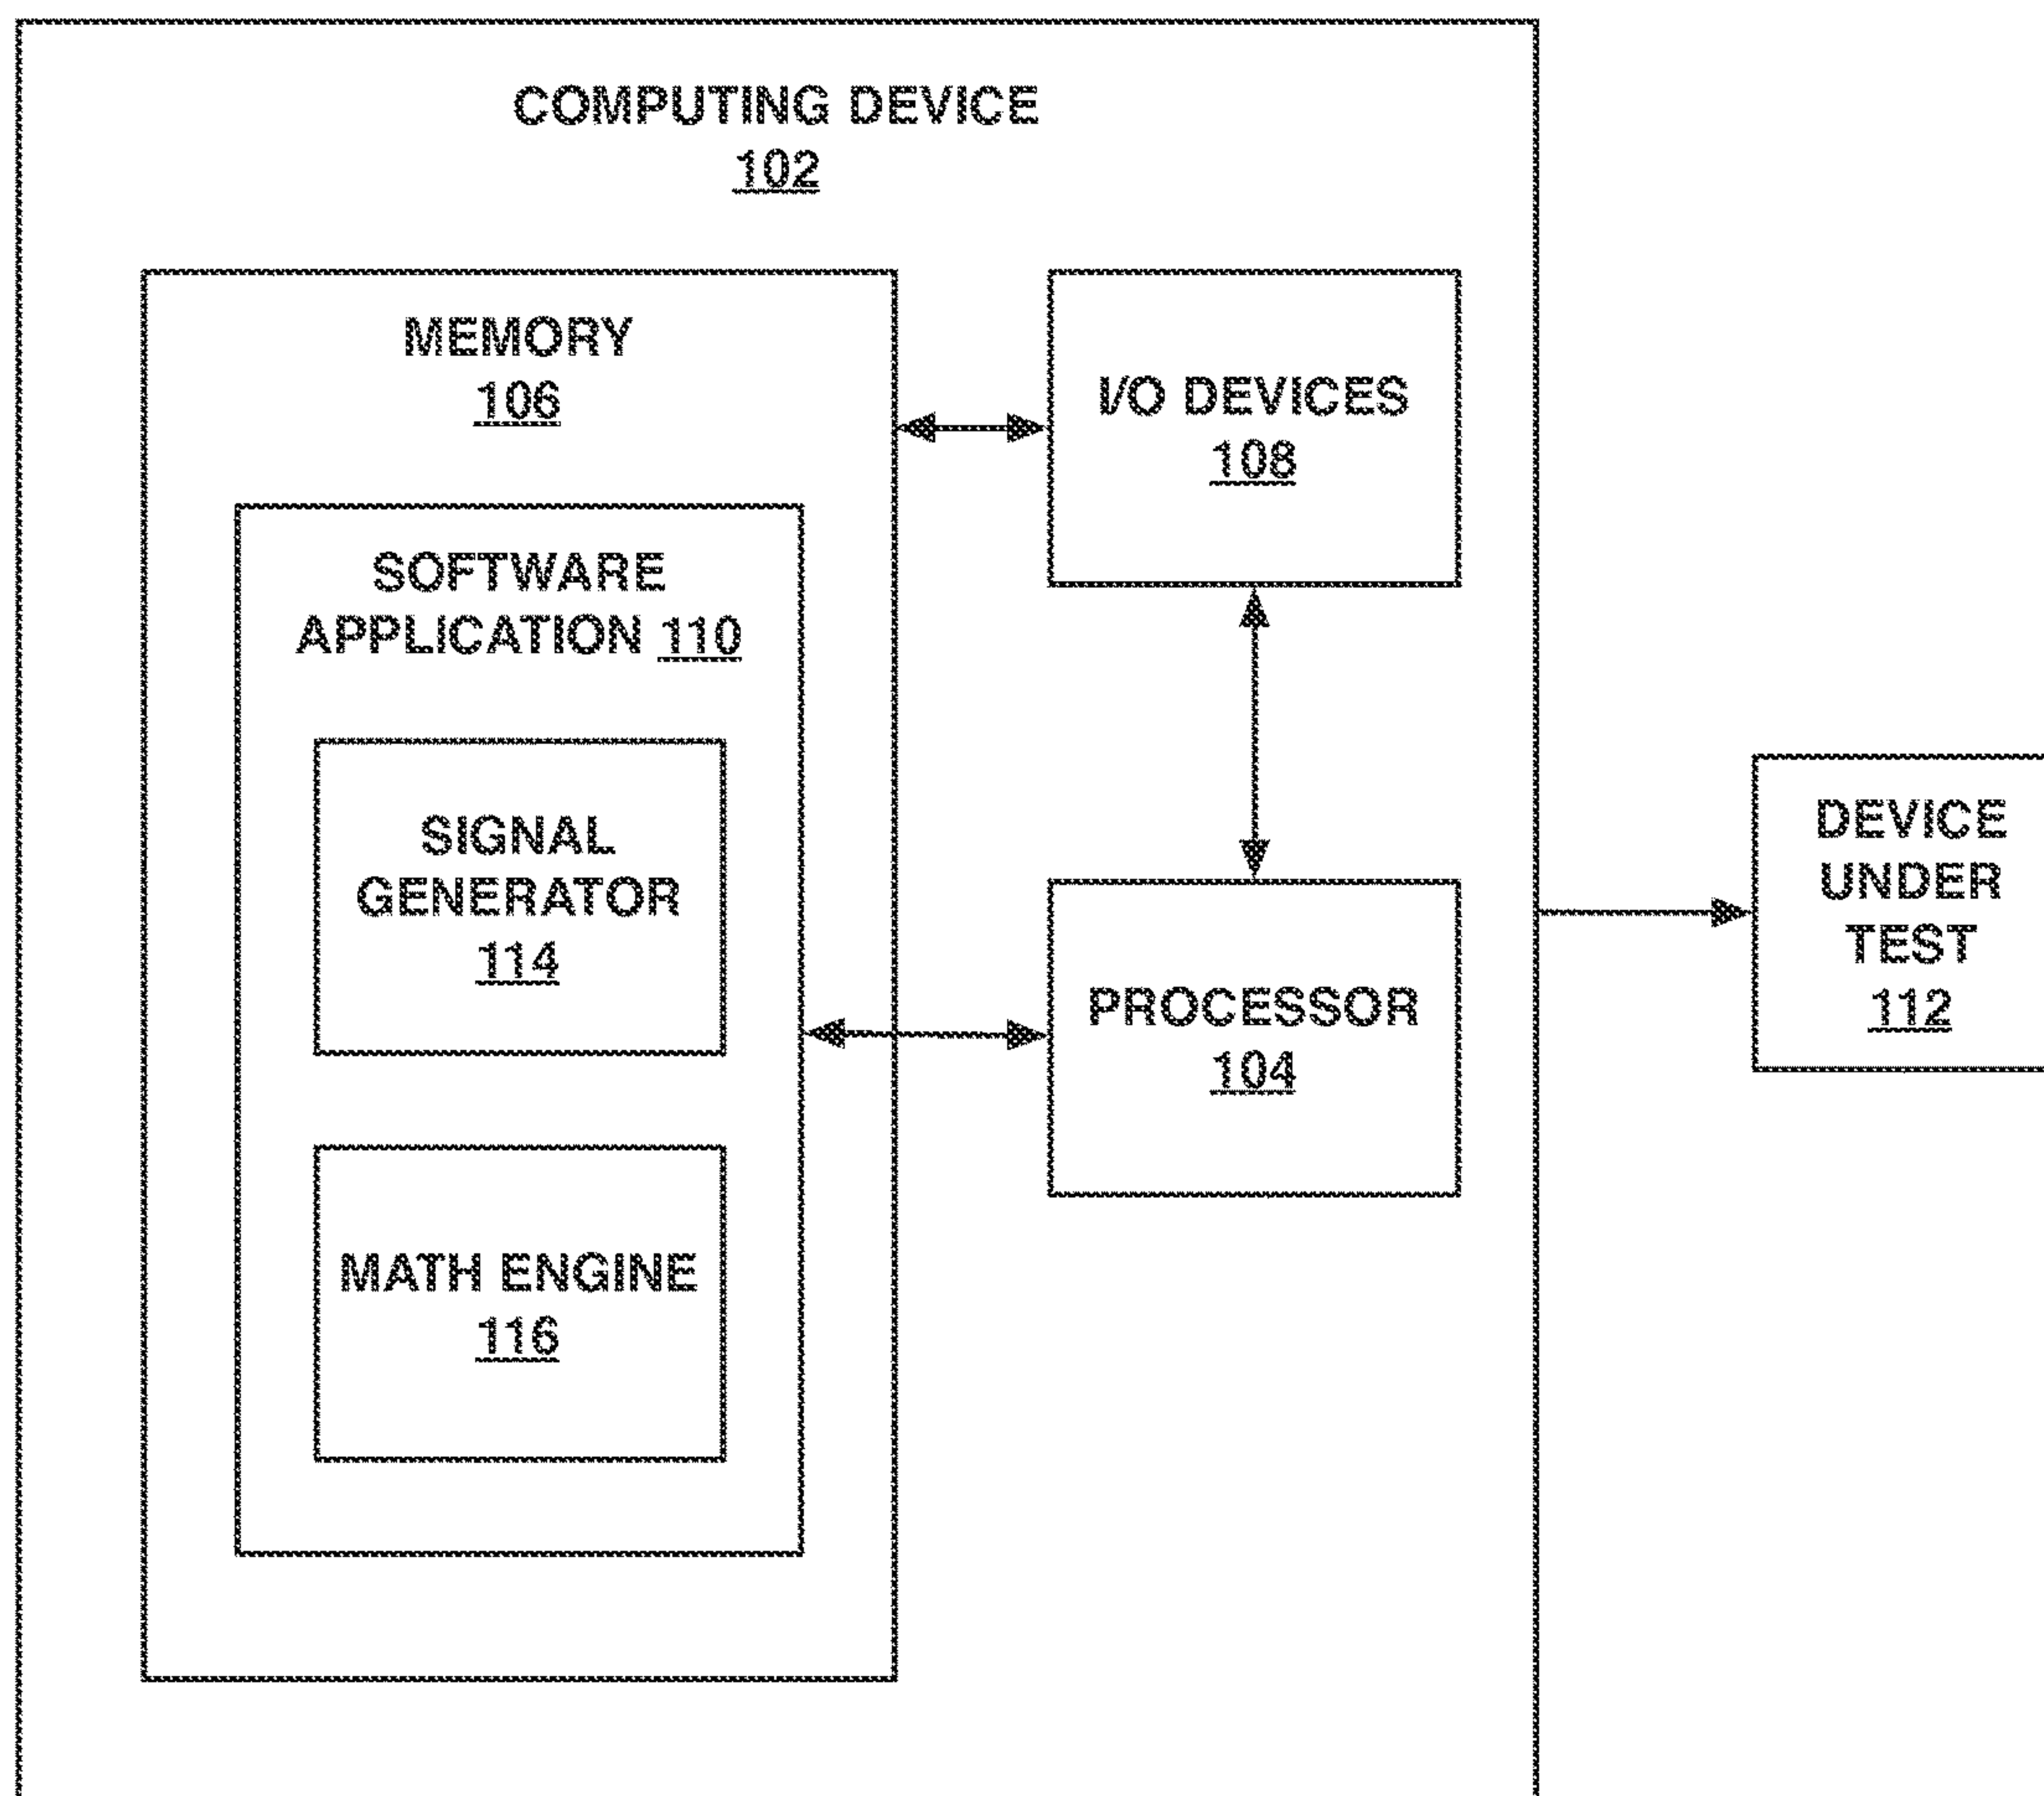 COMPUTING DEVICE
102
MEMORY
106
I/O DEVICES
108
SOFTWARE
APPLICATION 110
SIGNAL
GENERATOR
114
PROCESSOR
104
MATH ENGINE
116
DEVICE
UNDER
TEST
112